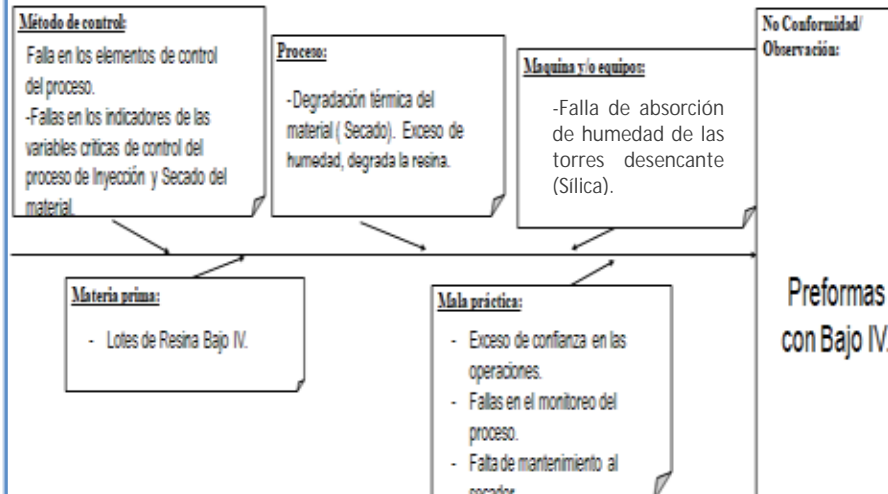 Método de control:
Falla en los elementos de control
del proceso.
-Fallas en los indicadores de las
variables criticas de control del
proceso de Inyección y Secado del
material.
Proceso:
-Degradación térmica del
material ( Secado). Exceso de
humedad, degrada la resina.
Maquina y/o equipos:
-Falla de absorción
de humedad de las
torres desencante
(Sílica).
No Conformidad/
Observación:
Materia prima:
- Lotes de Resina Bajo IV.
Mala práctica:
- Exceso de confianza en las
operaciones.
- Fallas en el monitoreo del
proceso.
- Falta de mantenimiento al
secador.
Preformas
con Bajo IV.